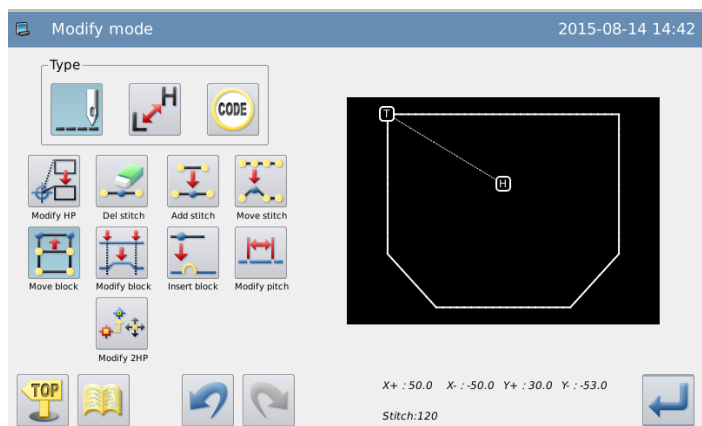 Modify mode
2015-08-14 14:42
Type
L H
CODE
T
H
Modify HP
Del stitch
Add stitch
Move stitch
Move block
Modify block
Insert block
Modify pitch
Modify 2HP
TOP
X+ : 50.0 X- : -50.0 Y+ : 30.0 Y- : -53.0
Stitch:120